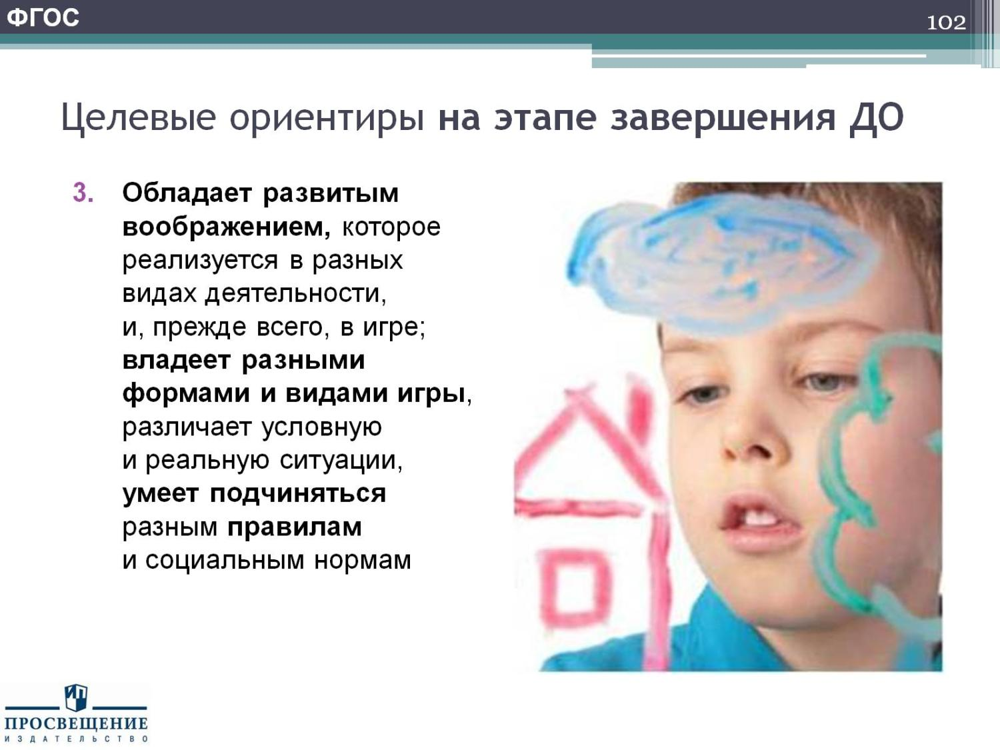 ФГОС
102
Целевые ориентиры на этапе завершения ДО
3. Обладает развитым
воображением, которое
реализуется в разных
видах деятельности,
и, прежде всего, в игре;
владеет разными
формами и видами игры,
различает условную
и реальную ситуации,
умеет подчиняться
разным правилам
и социальным нормам
ИП
ПРОСВЕЩЕНИЕ
ИЗДАТЕЛЬСТВО